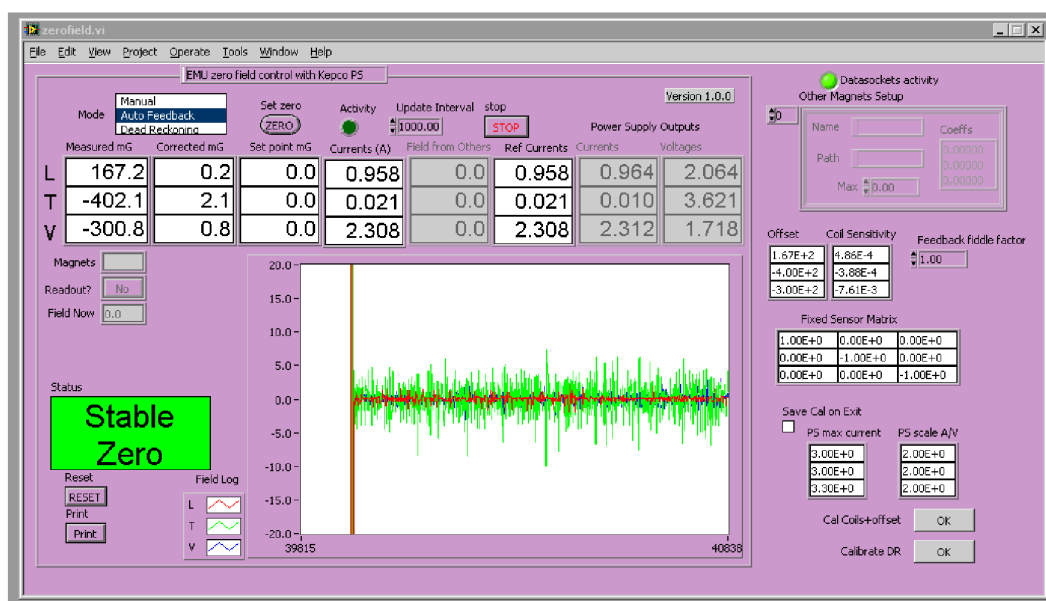 zerofield.vi
File Edit View Project Operate Tools Window Help
EMU zero field control with Kepco PS
Version 1.0.0
Mode
Manual
Auto Feedback
Dead Reckoning
Set zero
ZERO
Activity
Update Interval
1000.00
stop
STOP
Power Supply Outputs
Measured mG Corrected mG Set point mG Currents (A) Field from Others Ref Currents Currents Voltages
L 167.2 0.2 0.0 0.958 0.0 0.958 0.964 2.064
T -402.1 2.1 0.0 0.021 0.0 0.021 0.010 3.621
V -300.8 0.8 0.0 2.308 0.0 2.308 2.312 1.718
Magnets
Readout? No
Field Now 0.0
Status
Stable
Zero
Reset
RESET
Print
Print
Field Log
L
T
V
20.0
15.0
10.0
5.0
0.0
-5.0
-10.0
-15.0
-20.0
39815 40838
Datasockets activity
Other Magnets Setup
0
Name
Path
Max 0.00
Coeffs
0.00000
0.00000
0.00000
Offset Coil Sensitivity Feedback fiddle factor
1.67E+2 4.86E-4 1.00
-4.00E+2 -3.88E-4
-3.00E+2 -7.61E-3
Fixed Sensor Matrix
1.00E+0 0.00E+0 0.00E+0
0.00E+0 -1.00E+0 0.00E+0
0.00E+0 0.00E+0 -1.00E+0
Save Cal on Exit
PS max current PS scale A/V
3.00E+0 2.00E+0
3.00E+0 2.00E+0
3.30E+0 2.00E+0
Cal Coils+offset OK
Calibrate DR OK